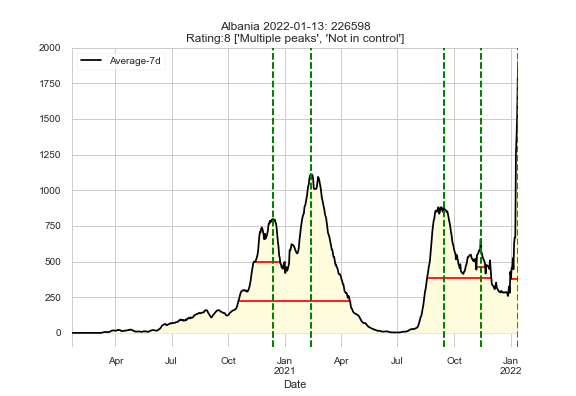 Albania 2022-01-13: 226598
Rating:8 ['Multiple peaks', 'Not in control']
Average-7d
2000
1750
1500
1250
1000
750
500
250
0
Apr
Jul
Oct
Jan
2021
Apr
Jul
Oct
Jan
2022
Date